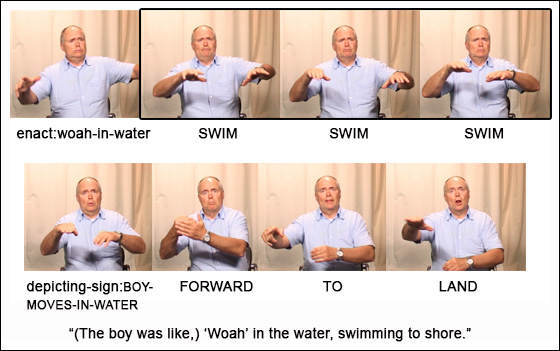 enact:woah-in-water SWIM SWIM SWIM
depicting-sign:BOY- FORWARD TO LAND
MOVES-IN-WATER
“(The boy was like,) ‘Woah’ in the water, swimming to shore.”